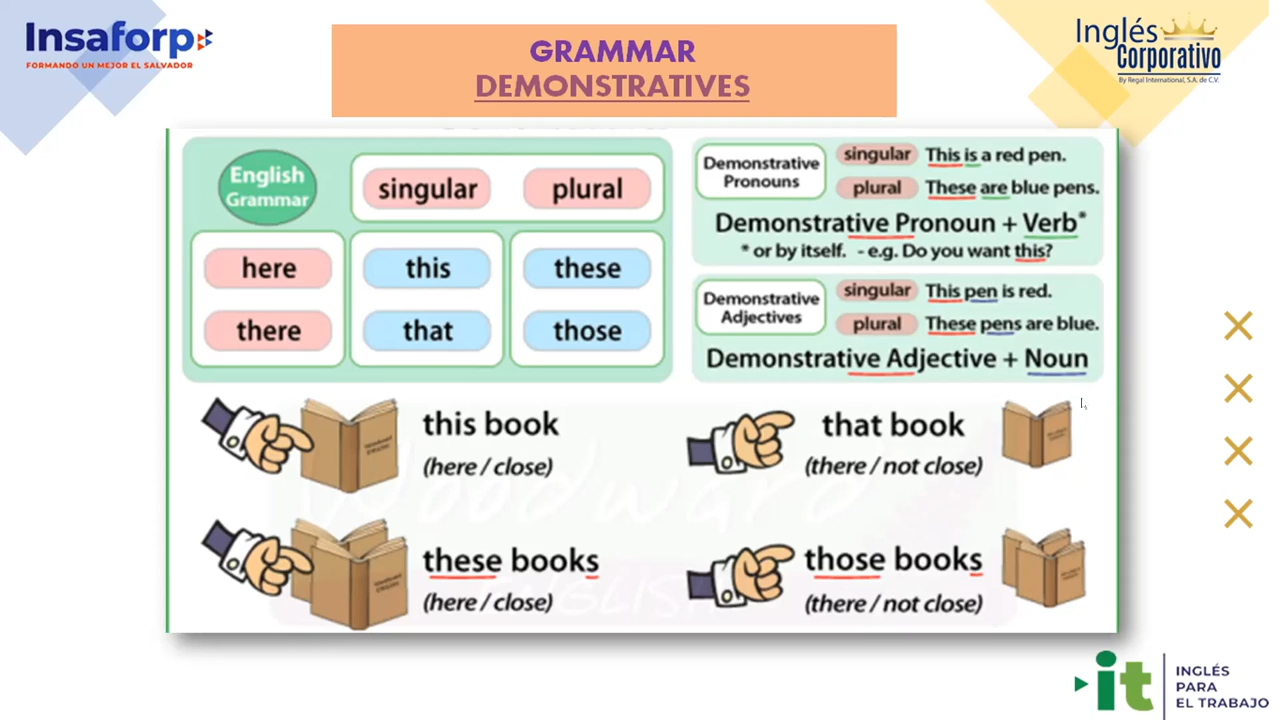 Insaforp
FORMANDO UN MEJOR EL SALVADOR
GRAMMAR
DEMONSTRATIVES
Inglés
Corporativo
By Regal International, S.A. de C.V.
English
Grammar
singular
plural
here
this
these
there
that
those
Demonstrative
Pronouns
singular This is a red pen.
plural These are blue pens.
Demonstrative Pronoun + Verb*
* or by itself. - e.g. Do you want this?
Demonstrative
Adjectives
singular This pen is red.
plural These pens are blue.
Demonstrative Adjective + Noun
this book
(here / close)
that book
(there / not close)
these books
(here / close)
those books
(there / not close)
Woodward
ENGLISH
it
INGLÉS
PARA
EL TRABAJO